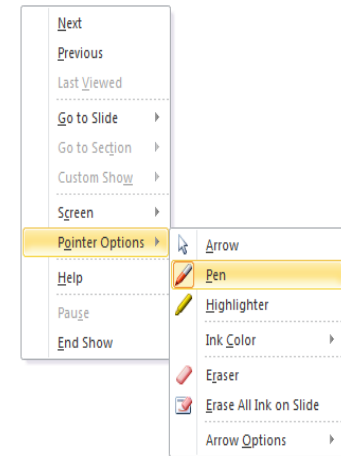 Next
Previous
Last Viewed
Go to Slide
Go to Section
Custom Show
Screen
Pointer Options
Help
Pause
End Show
Arrow
Pen
Highlighter
Ink Color
Eraser
Erase All Ink on Slide
Arrow Options